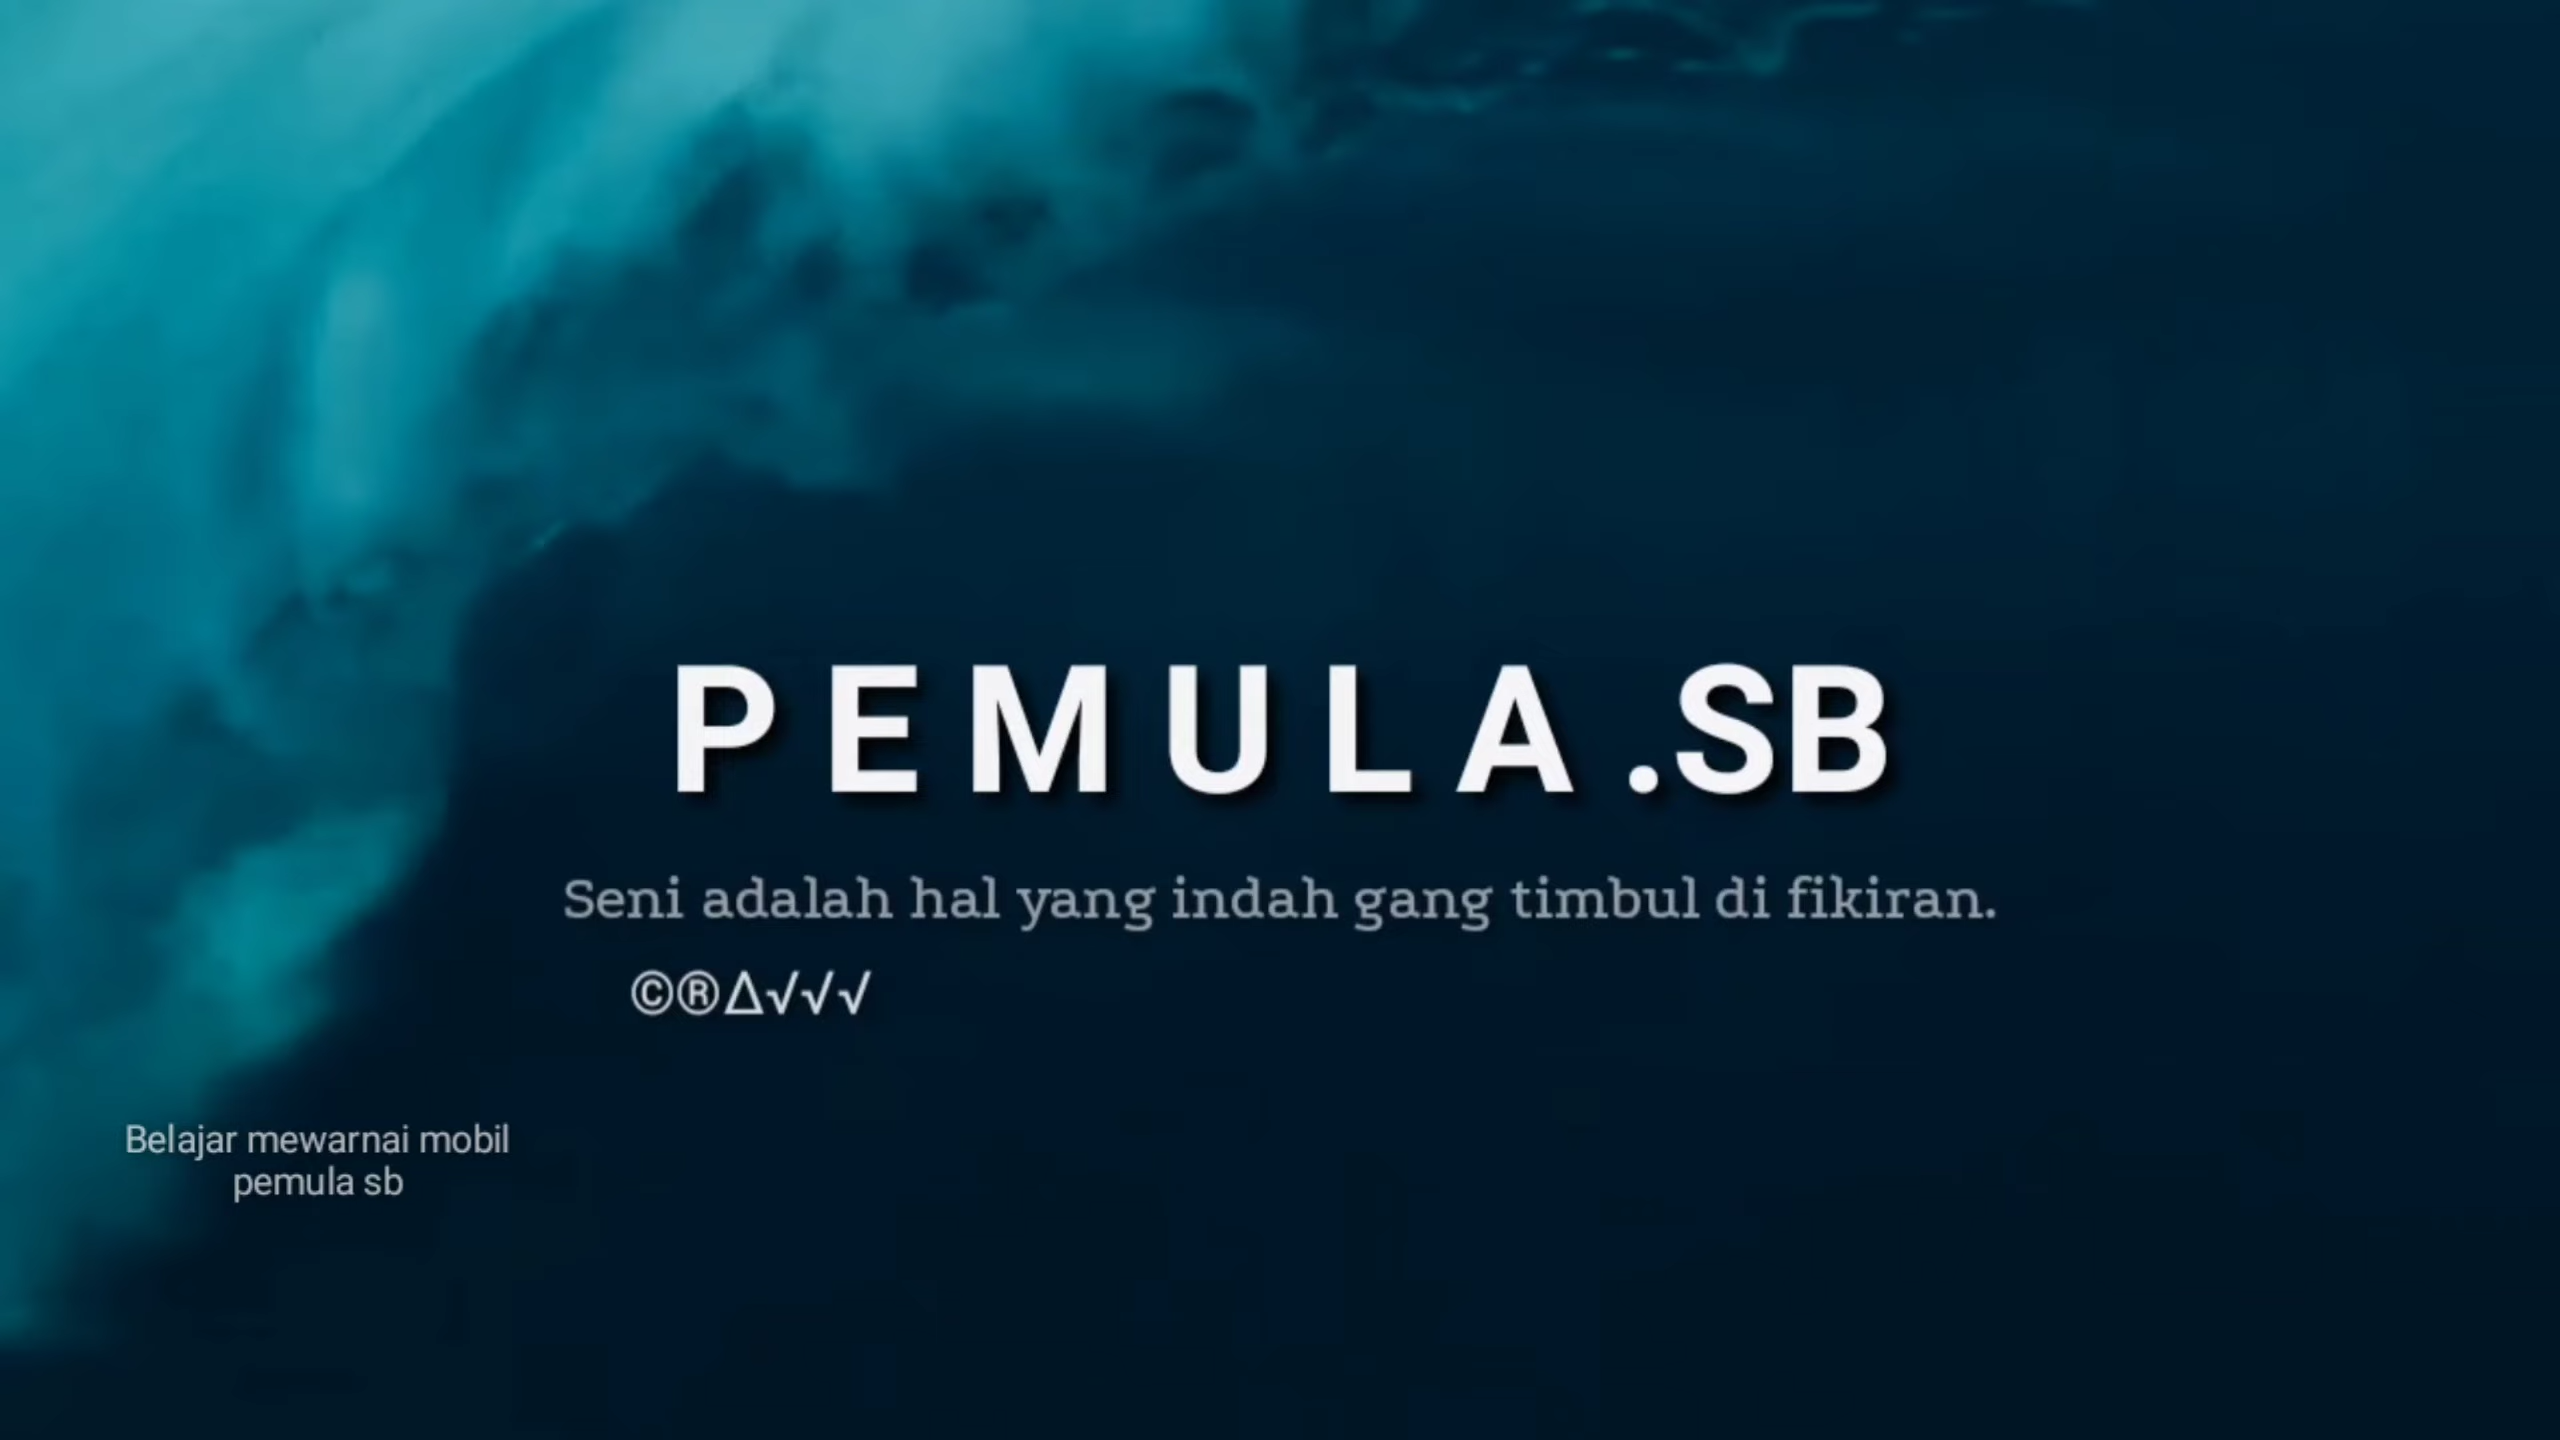 PEMULA.SB
Seni adalah hal yang indah gang timbul di fikiran.
©®∆√√√
Belajar mewarnai mobil
pemula sb